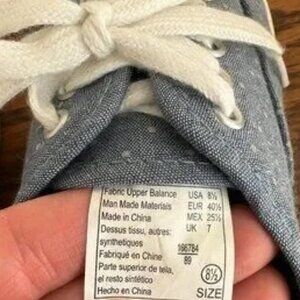 Fabric Upper Balance USA 8½
Man Made Materials EUR 40½
Made in China MEX 25½
Dessus tissu, autres: UK 7
synthétiques 166784
Fabriqué en Chine 89
Parte superior de tela,
el resto sintético 8½
Hecho en China SIZE